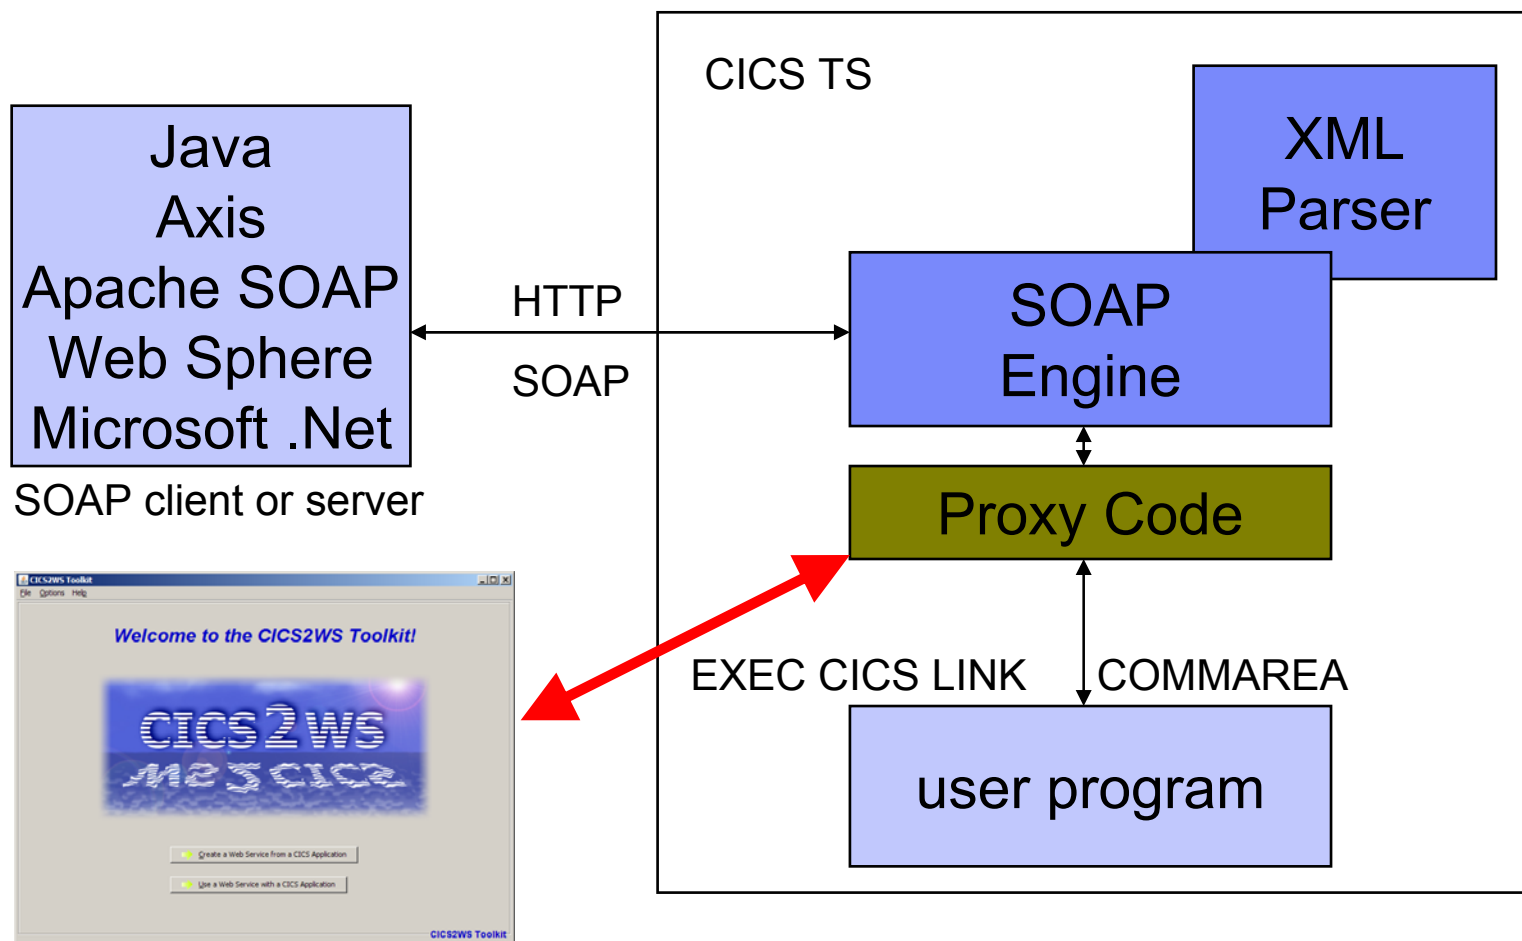 CICS TS
XML
Parser
Java
Axis
Apache SOAP
Web Sphere
Microsoft .Net
SOAP client or server
HTTP
SOAP
SOAP
Engine
Proxy Code
EXEC CICS LINK
COMMAREA
user program
CICS2WS Toolkit
File Options Help
Welcome to the CICS2WS Toolkit!
CICS2WS
Create a Web Service from a CICS Application
Use a Web Service with a CICS Application
CICS2WS Toolkit